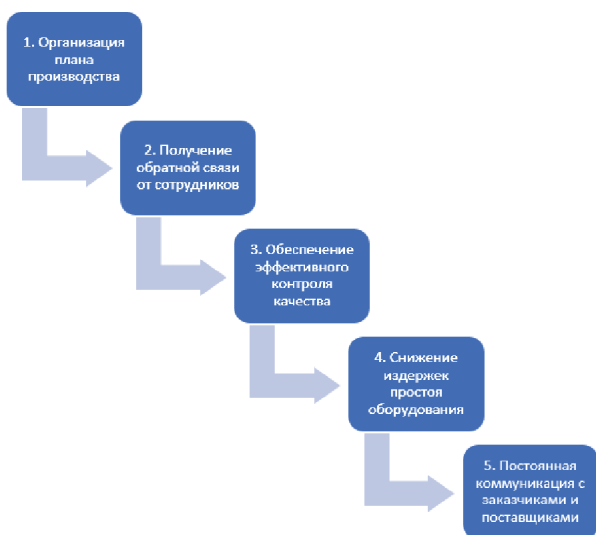 1. Организация
плана
производства
2. Получение
обратной связи
от сотрудников
3. Обеспечение
эффективного
контроля
качества
4. Снижение
издержек
простоя
оборудования
5. Постоянная
коммуникация с
заказчиками и
поставщиками